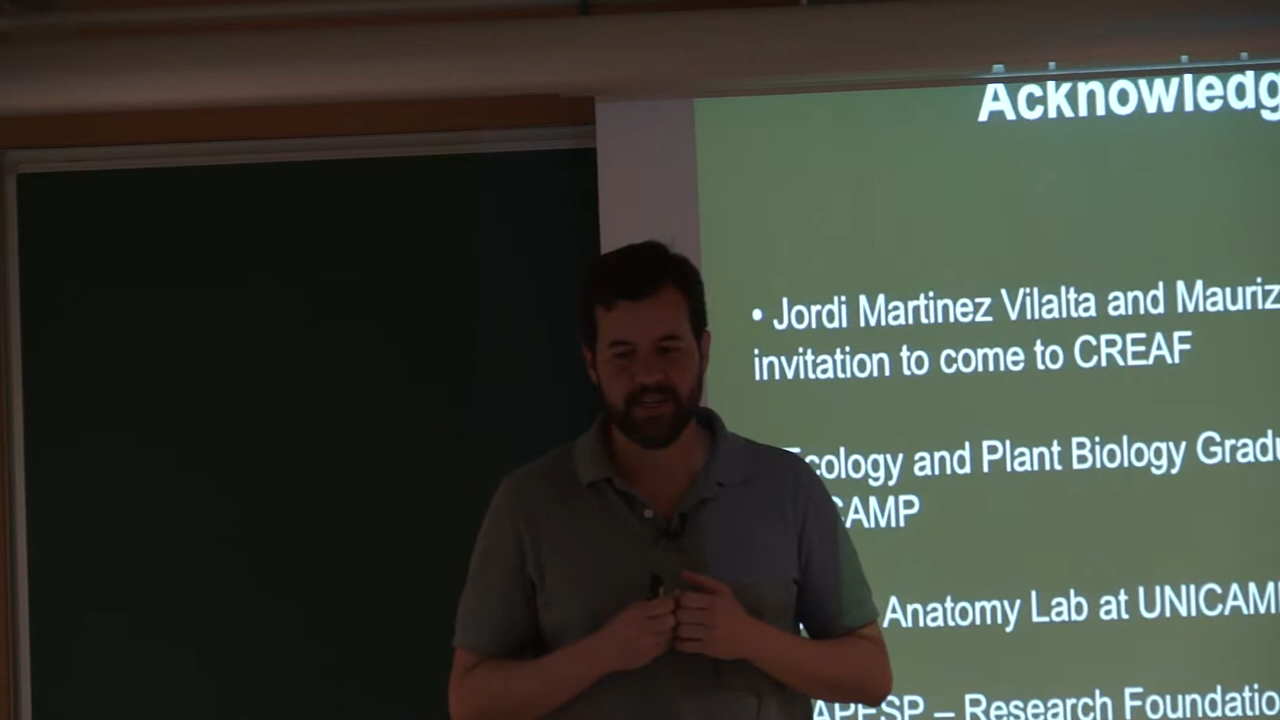 Acknowledg
• Jordi Martinez Vilalta and Mauriz
invitation to come to CREAF
Ecology and Plant Biology Gradu
CAMP
Anatomy Lab at UNICAM
APESP – Research Foundatio